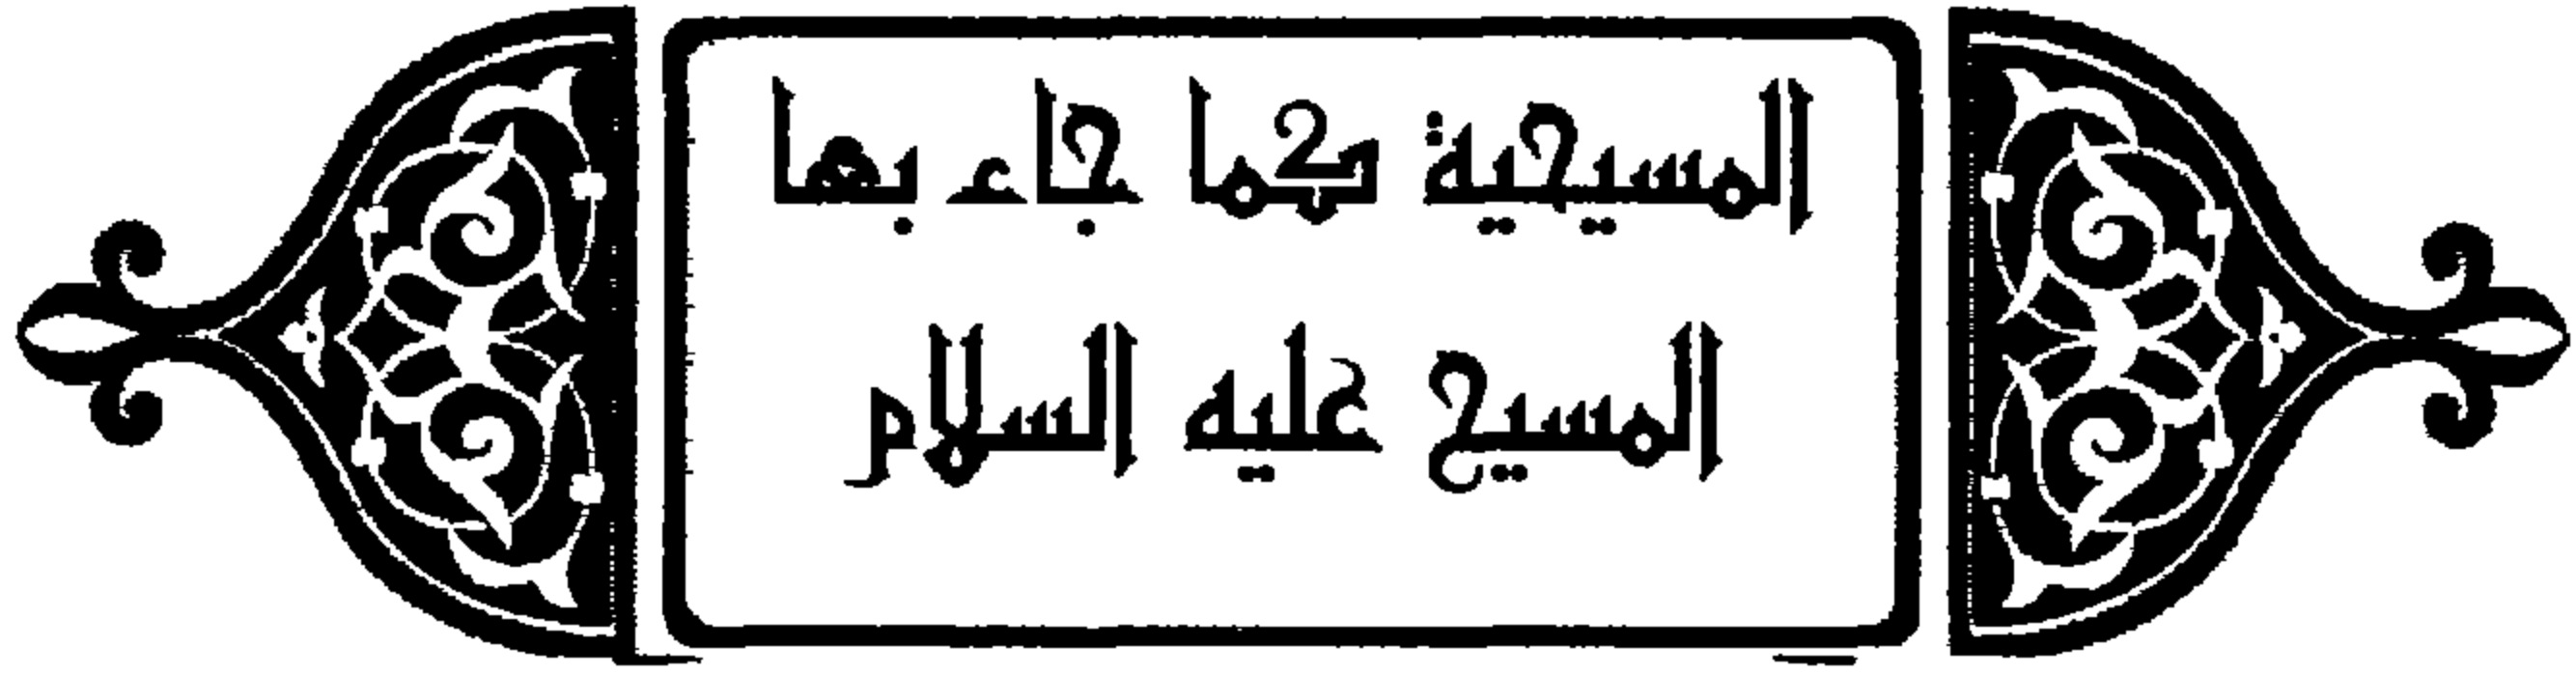 المسيحية كما جاء بها
المسيح عليه السلام